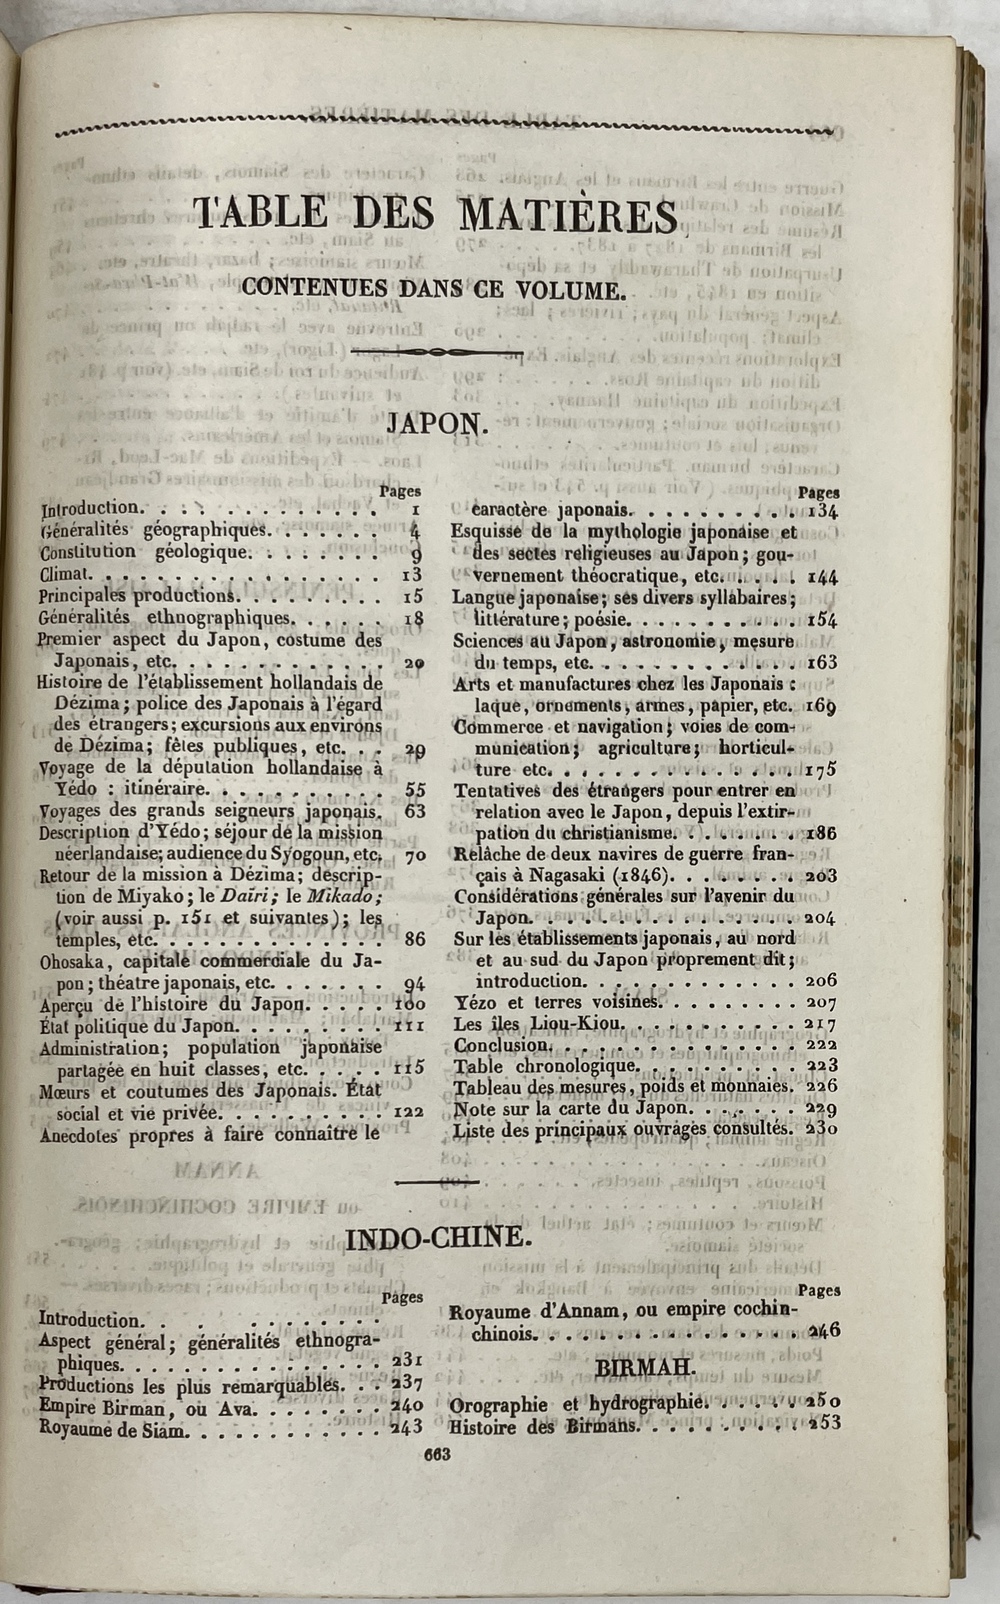 TABLE DES MATIÈRES
CONTENUES DANS CE VOLUME.
JAPON.
Pages
Introduction. . . . . . . . . . . . 1
Généralités géographiques. . . . . . . 4
Constitution géologique. . . . . . . . 9
Climat. . . . . . . . . . . . . . . 13
Principales productions. . . . . . . . . 15
Généralités ethnographiques. . . . . . 18
Premier aspect du Japon, costume des
Japonais, etc. . . . . . . . . . . . 20
Histoire de l'établissement hollandais de
Dézima; police des Japonais à l'égard
des étrangers; excursions aux environs
de Dézima; fêtes publiques, etc. . . 29
Voyage de la députation hollandaise à
Yédo : itinéraire. . . . . . . . . . 55
Voyages des grands seigneurs japonais. 63
Description d'Yédo; séjour de la mission
néerlandaise; audience du Syogoun, etc. 70
Retour de la mission à Dézima; descrip-
tion de Miyako; le Daïri; le Mikado;
(voir aussi p. 151 et suivantes); les
temples, etc. . . . . . . . . . . . 86
Ohosaka, capitale commerciale du Ja-
pon; théatre japonais, etc. . . . . . . 94
Aperçu de l'histoire du Japon. . . . . 100
État politique du Japon. . . . . . . . 111
Administration; population japonaise
partagée en huit classes, etc. . . . . 115
Mœurs et coutumes des Japonais. État
social et vie privée. . . . . . . . . 122
Anecdotes propres à faire connaître le
Pages
caractère japonais. . . . . . . . . . 134
Esquisse de la mythologie japonaise et
des sectes religieuses au Japon; gou-
vernement théocratique, etc. . . . . 144
Langue japonaise; ses divers syllabaires;
littérature; poésie. . . . . . . . . . 154
Sciences au Japon, astronomie, mesure
du temps, etc. . . . . . . . . . . . 163
Arts et manufactures chez les Japonais :
laque, ornements, armes, papier, etc. 169
Commerce et navigation; voies de com-
munication; agriculture; horticul-
ture etc. . . . . . . . . . . . . . 175
Tentatives des étrangers pour entrer en
relation avec le Japon, depuis l'extir-
pation du christianisme. . . . . . . . 186
Relâche de deux navires de guerre fran-
çais à Nagasaki (1846). . . . . . . . 203
Considérations générales sur l'avenir du
Japon. . . . . . . . . . . . . . . 204
Sur les établissements japonais, au nord
et au sud du Japon proprement dit;
introduction. . . . . . . . . . . . . 206
Yézo et terres voisines. . . . . . . . . 207
Les îles Liou-Kiou. . . . . . . . . . . 217
Conclusion. . . . . . . . . . . . . . 222
Table chronologique. . . . . . . . . . 223
Tableau des mesures, poids et monnaies. 226
Note sur la carte du Japon. . . . . . . 229
Liste des principaux ouvrages consultés. 230
INDO-CHINE.
Pages
Introduction. . . . . . . . . . .
Aspect général; généralités ethnogra-
phiques. . . . . . . . . . . . . . . 231
Productions les plus remarquables. . . 237
Empire Birman, ou Ava. . . . . . . . 240
Royaume de Siam. . . . . . . . . . . 243
Pages
Royaume d'Annam, ou empire cochin-
chinois. . . . . . . . . . . . . . . 246
BIRMAH.
Orographie et hydrographie. . . . . . 250
Histoire des Birmans. . . . . . . . . . 253
663